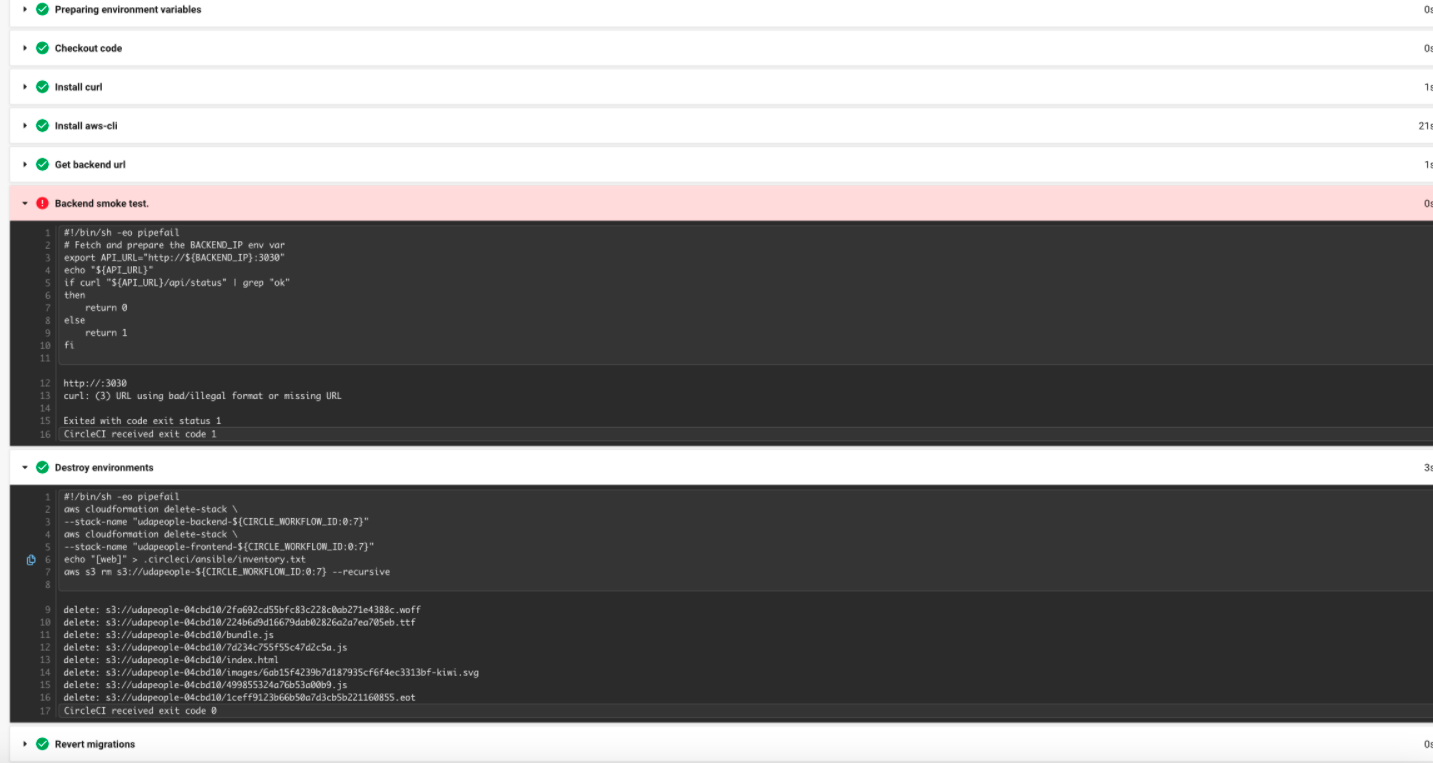 Preparing environment variables 0s
Checkout code 0s
Install curl 1s
Install aws-cli 21s
Get backend url 1s
Backend smoke test. 0s
1 #!/bin/sh -eo pipefail
2 # Fetch and prepare the BACKEND_IP env var
3 export API_URL="http://${BACKEND_IP}:3030"
4 echo "${API_URL}"
5 if curl "${API_URL}/api/status" | grep "ok"
6 then
7 return 0
8 else
9 return 1
10 fi
11
12 http://:3030
13 curl: (3) URL using bad/illegal format or missing URL
14
15 Exited with code exit status 1
16 CircleCI received exit code 1
Destroy environments 3s
1 #!/bin/sh -eo pipefail
2 aws cloudformation delete-stack \
3 --stack-name "udapeople-backend-${CIRCLE_WORKFLOW_ID:0:7}"
4 aws cloudformation delete-stack \
5 --stack-name "udapeople-frontend-${CIRCLE_WORKFLOW_ID:0:7}"
6 echo "[web]" > .circleci/ansible/inventory.txt
7 aws s3 rm s3://udapeople-${CIRCLE_WORKFLOW_ID:0:7} --recursive
8
9 delete: s3://udapeople-04cbd10/2fa692cd55bfc83c228c0ab271e4388c.woff
10 delete: s3://udapeople-04cbd10/224b6d9d16679dab02826a2a7ea705eb.ttf
11 delete: s3://udapeople-04cbd10/bundle.js
12 delete: s3://udapeople-04cbd10/7d234c755f55c47d2c5a.js
13 delete: s3://udapeople-04cbd10/index.html
14 delete: s3://udapeople-04cbd10/images/6ab15f4239b7d187935cf6f4ec3313bf-kiwi.svg
15 delete: s3://udapeople-04cbd10/499855324a76b53a00b9.js
16 delete: s3://udapeople-04cbd10/1ceff9123b66b50a7d3cb5b221160855.eot
17 CircleCI received exit code 0
Revert migrations 0s